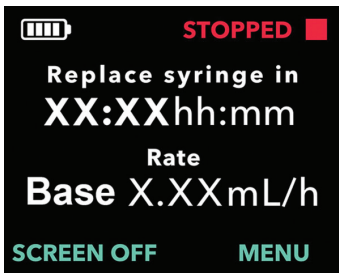 STOPPED
Replace syringe in
XX:XXhh:mm
Rate
Base X.XXmL/h
SCREEN OFF MENU